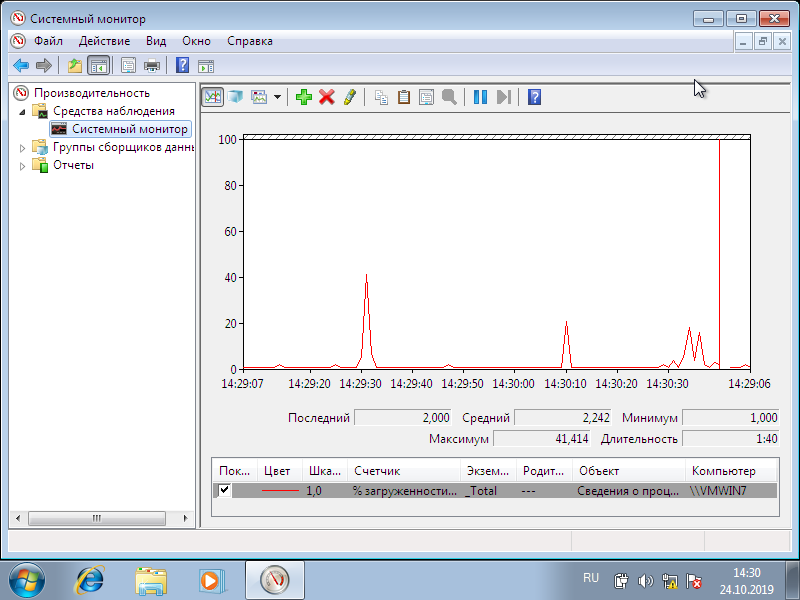 Системный монитор
Файл Действие Вид Окно Справка
Производительность
Средства наблюдения
Системный монитор
Группы сборщиков данны
Отчеты
100
80
60
40
20
0
14:29:07 14:29:20 14:29:30 14:29:40 14:29:50 14:30:00 14:30:10 14:30:20 14:30:30 14:29:06
Последний 2,000 Средний 2,242 Минимум 1,000
Максимум 41,414 Длительность 1:40
Пок... Цвет Шка... Счетчик Экзем... Родит... Объект Компьютер
1,0 % загруженности... _Total --- Сведения о проц... \\VMWIN7
RU
14:30
24.10.2019